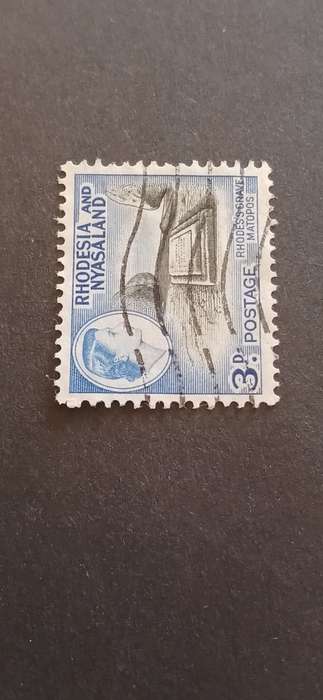 RHODESIA AND
NYASALAND
RHODES'S GRAVE
MATOPOS
3D. POSTAGE